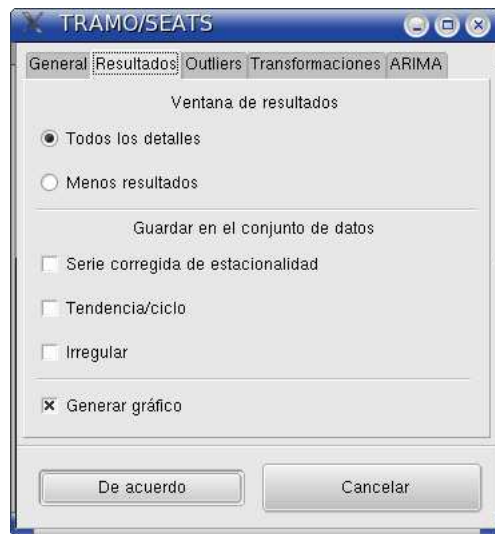 TRAMO/SEATS
General Resultados Outliers Transformaciones ARIMA
Ventana de resultados
Todos los detalles
Menos resultados
Guardar en el conjunto de datos
Serie corregida de estacionalidad
Tendencia/ciclo
Irregular
Generar gráfico
De acuerdo Cancelar